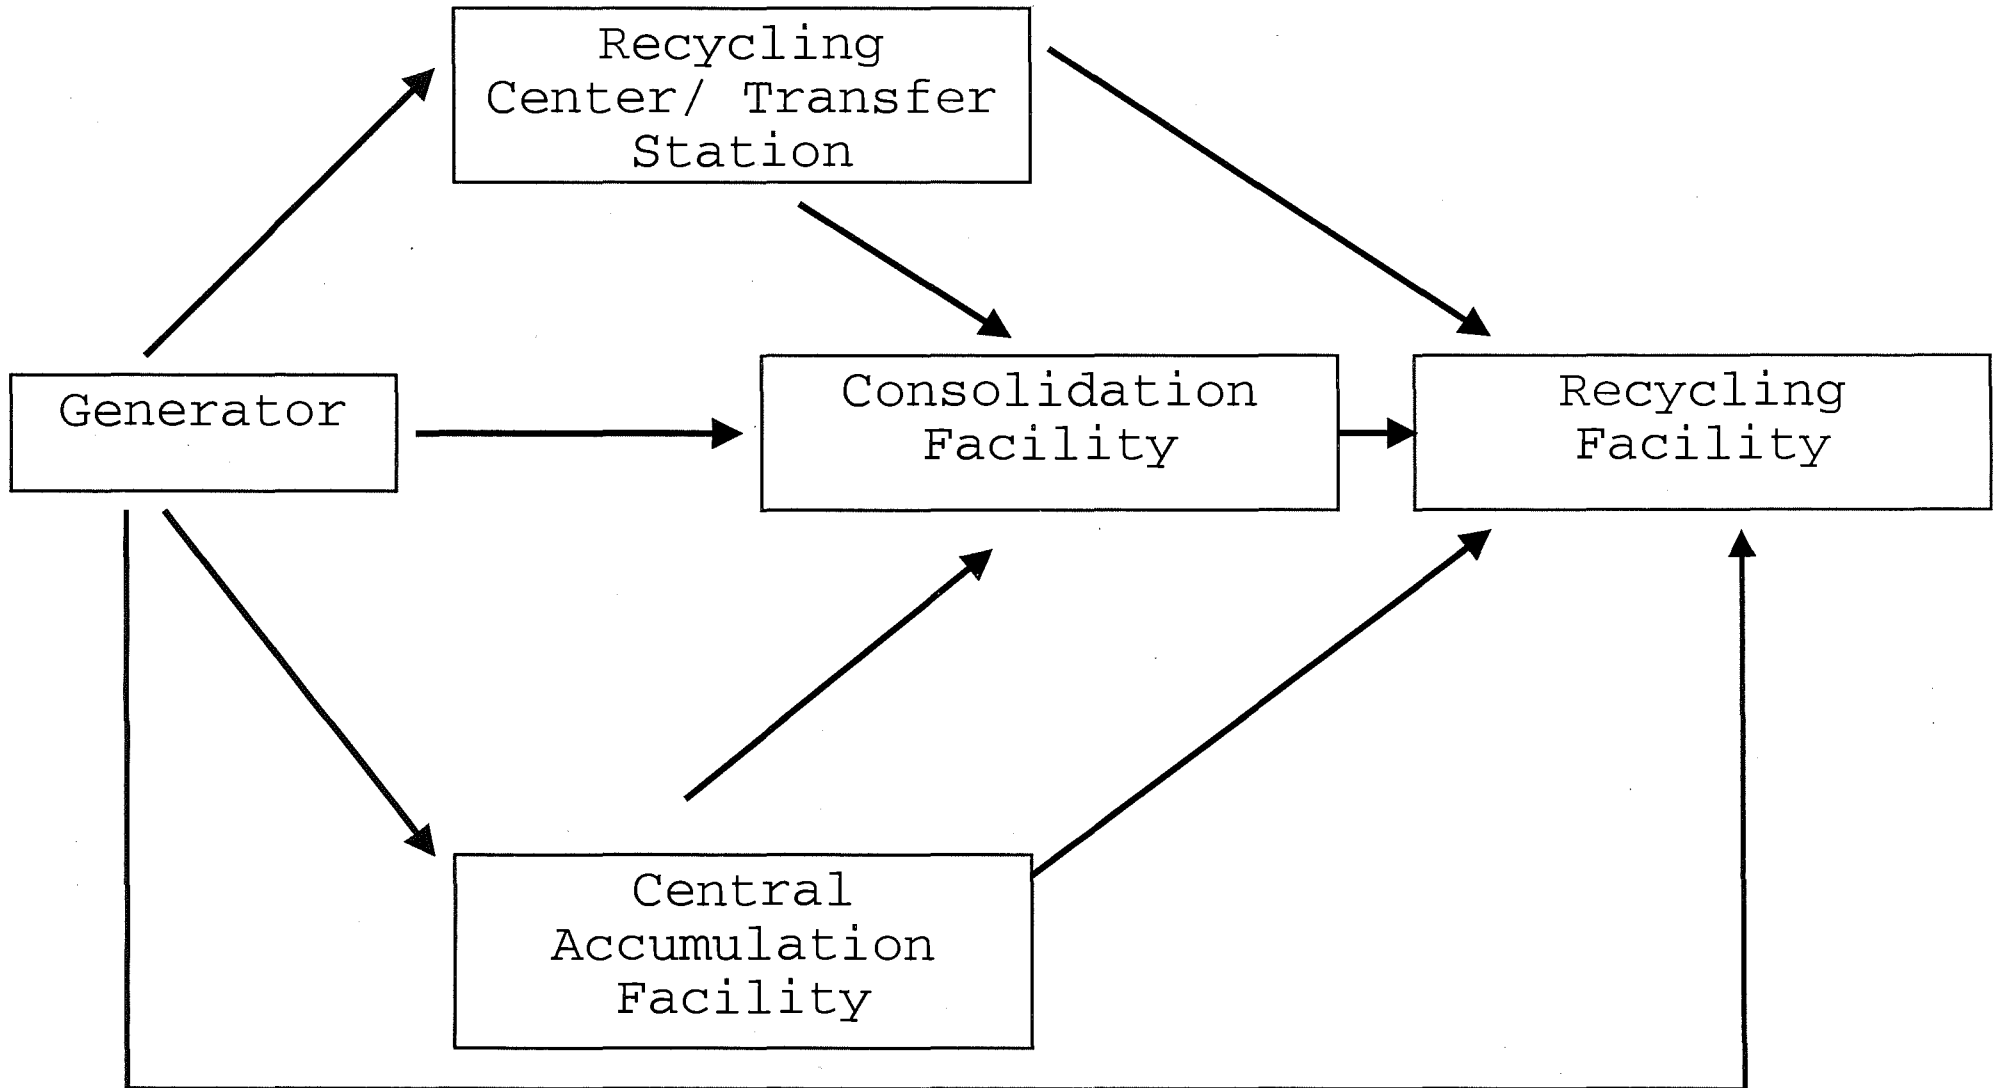 Recycling
Center/ Transfer
Station
Generator
Consolidation
Facility
Recycling
Facility
Central
Accumulation
Facility